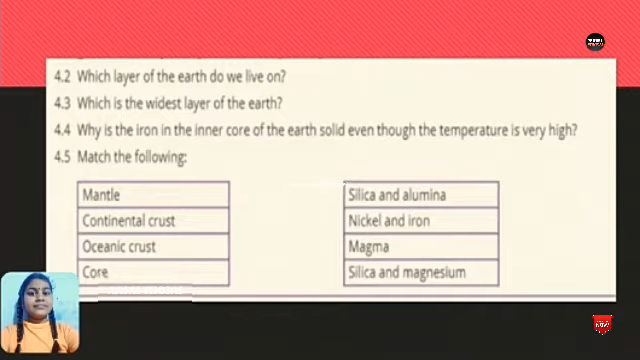 4.2 Which layer of the earth do we live on?
4.3 Which is the widest layer of the earth?
4.4 Why is the iron in the inner core of the earth solid even though the temperature is very high?
4.5 Match the following:
Mantle Silica and alumina
Continental crust Nickel and iron
Oceanic crust Magma
Core Silica and magnesium